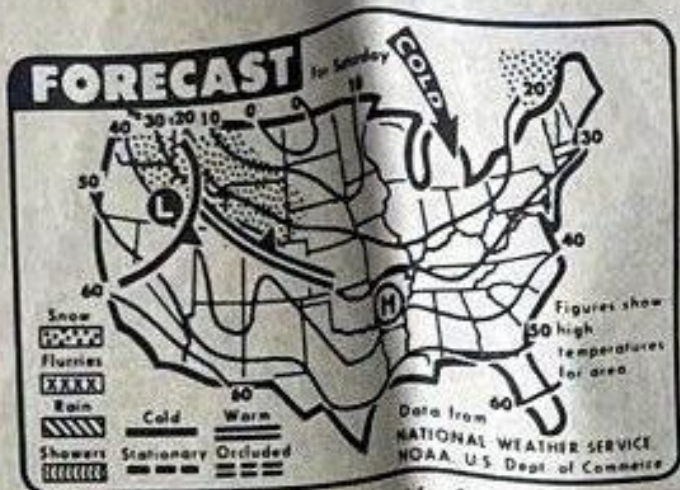 FORECAST For Saturday
COLD
40 30 20 10 0 0 10
20
30
50
L
60
40
H
50
Figures show
high
temperatures
for area
60
60
Snow
Flurries
XXXX
Rain
Showers
Cold Warm
Stationary Occluded
Data from
NATIONAL WEATHER SERVICE
NOAA U.S. Dept. of Commerce